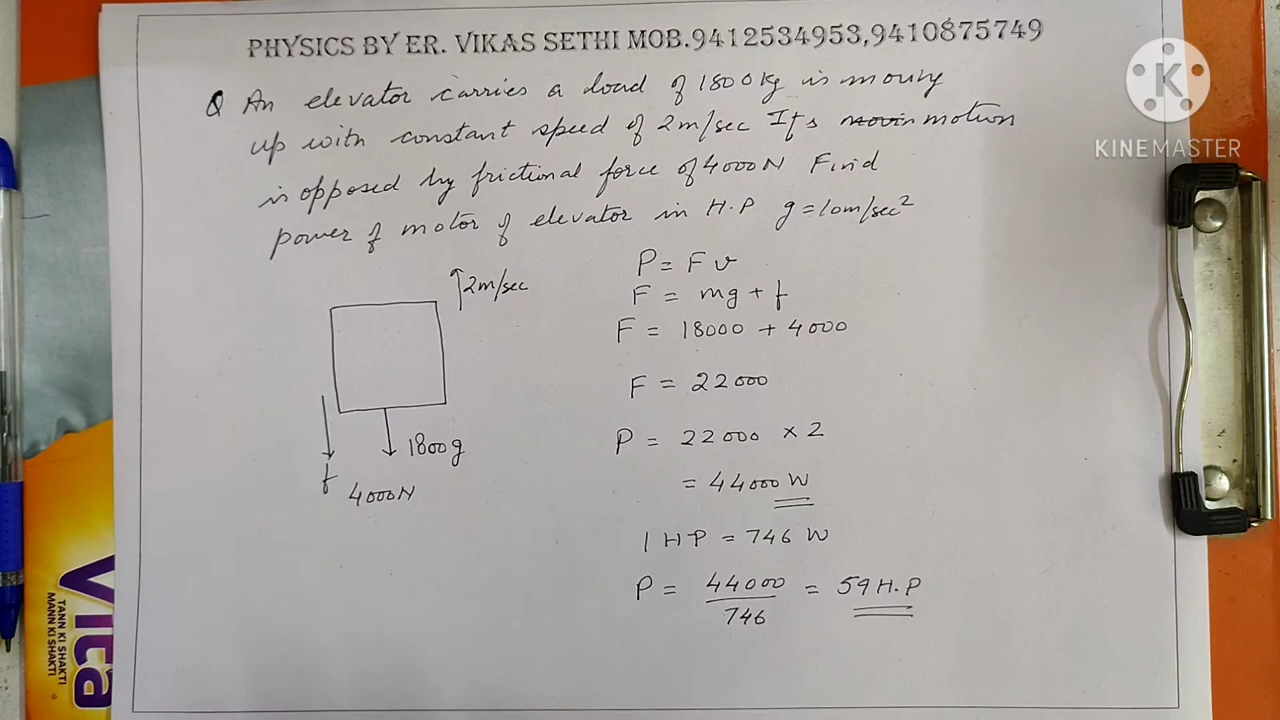 PHYSICS BY ER. VIKAS SETHI MOB.9412534953,9410875749
Q An elevator carries a load of 1800kg is moving
up with constant speed of 2m/sec Its movin motion
is opposed by frictional force of 4000N Find
power of motor of elevator in H.P g=10m/sec²
↑2m/sec
1800g
f
4000N
P = Fv
F = mg + f
F = 18000 + 4000
F = 22000
P = 22000 × 2
= 44000 W
1 HP = 746 W
P = 44000/746 = 59 H.P
K
KINEMASTER
Vita
TANN KI SHAKTI
MANN KI SHAKTI